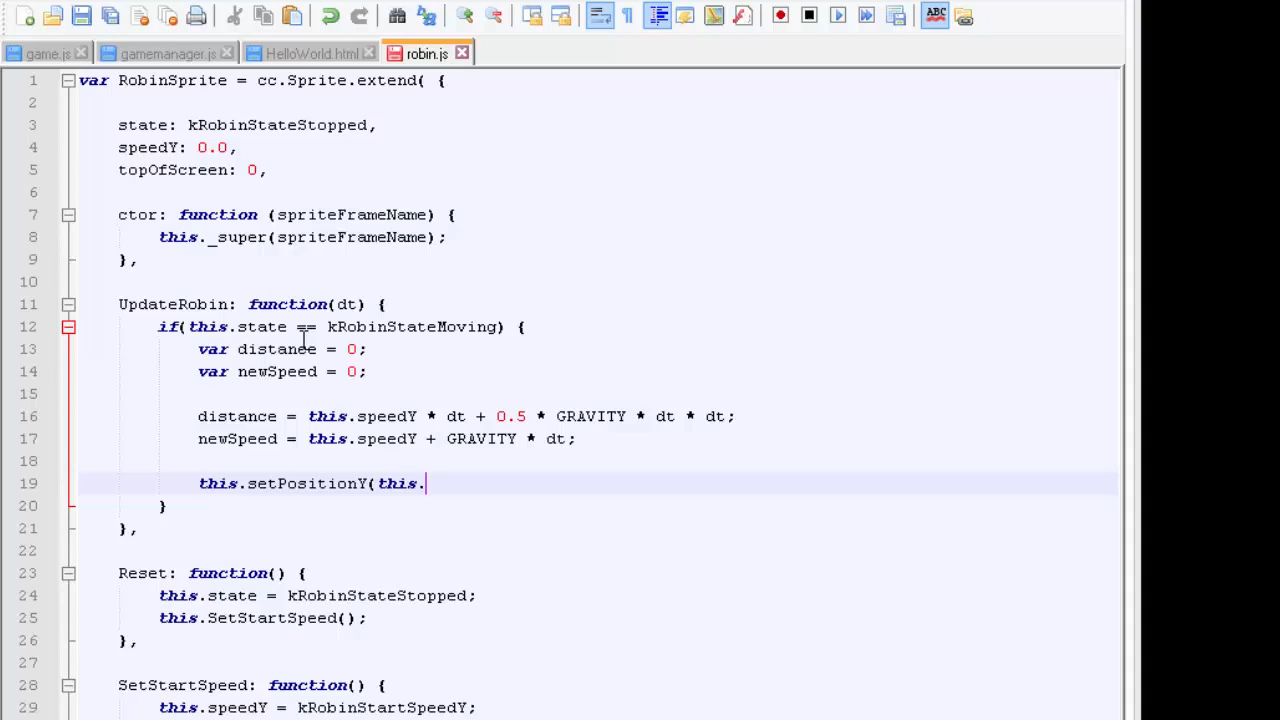 ABC
game.js gamemanager.js HelloWorld.html robin.js
1 var RobinSprite = cc.Sprite.extend( {
2
3 state: kRobinStateStopped,
4 speedY: 0.0,
5 topOfScreen: 0,
6
7 ctor: function (spriteFrameName) {
8 this._super(spriteFrameName);
9 },
10
11 UpdateRobin: function(dt) {
12 if(this.state == kRobinStateMoving) {
13 var distance = 0;
14 var newSpeed = 0;
15
16 distance = this.speedY * dt + 0.5 * GRAVITY * dt * dt;
17 newSpeed = this.speedY + GRAVITY * dt;
18
19 this.setPositionY(this.
20 }
21 },
22
23 Reset: function() {
24 this.state = kRobinStateStopped;
25 this.SetStartSpeed();
26 },
27
28 SetStartSpeed: function() {
29 this.speedY = kRobinStartSpeedY;